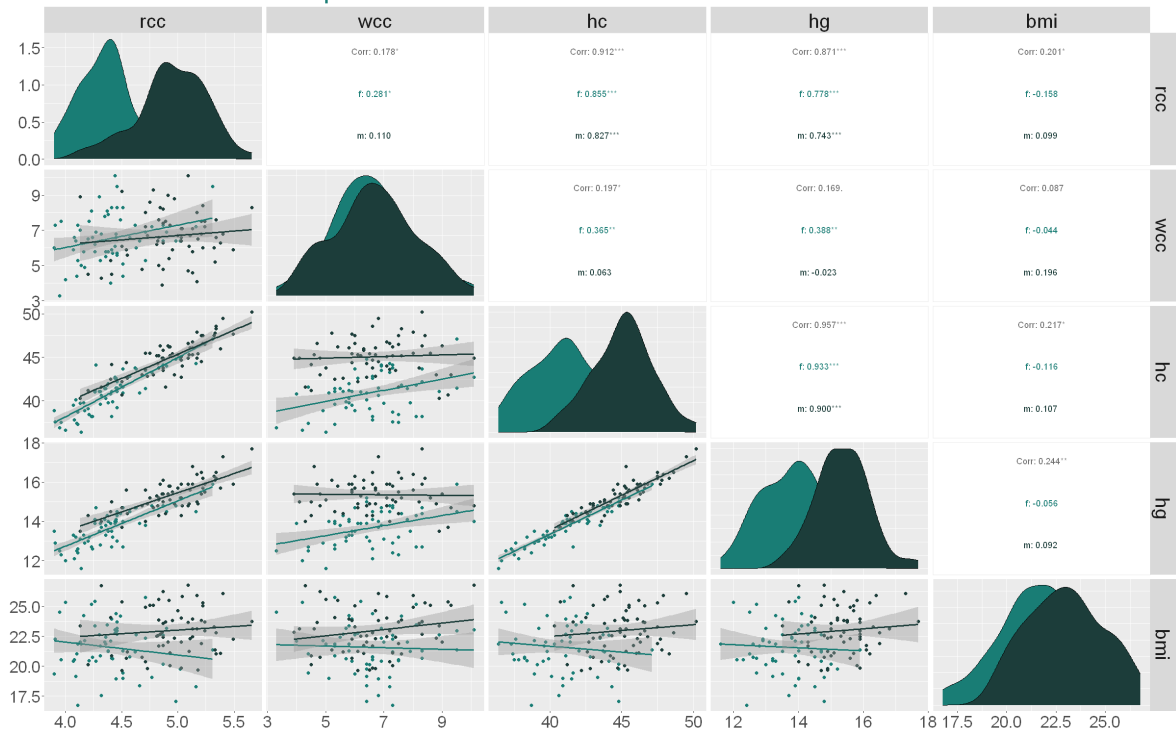 rcc wcc hc hg bmi
1.5
1.0
0.5
0.0
Corr: 0.178*
f: 0.281*
m: 0.110
Corr: 0.912***
f: 0.855***
m: 0.827***
Corr: 0.871***
f: 0.778***
m: 0.743***
Corr: 0.201*
f: -0.158
m: 0.099
rcc
9
7
5
3
Corr: 0.197*
f: 0.365**
m: 0.063
Corr: 0.169.
f: 0.388**
m: -0.023
Corr: 0.087
f: -0.044
m: 0.196
wcc
50
45
40
Corr: 0.957***
f: 0.933***
m: 0.900***
Corr: 0.217*
f: -0.116
m: 0.107
hc
18
16
14
12
Corr: 0.244**
f: -0.056
m: 0.092
hg
25.0
22.5
20.0
17.5
bmi
4.0 4.5 5.0 5.5 3 5 7 9 40 45 50 12 14 16 18 17.5 20.0 22.5 25.0